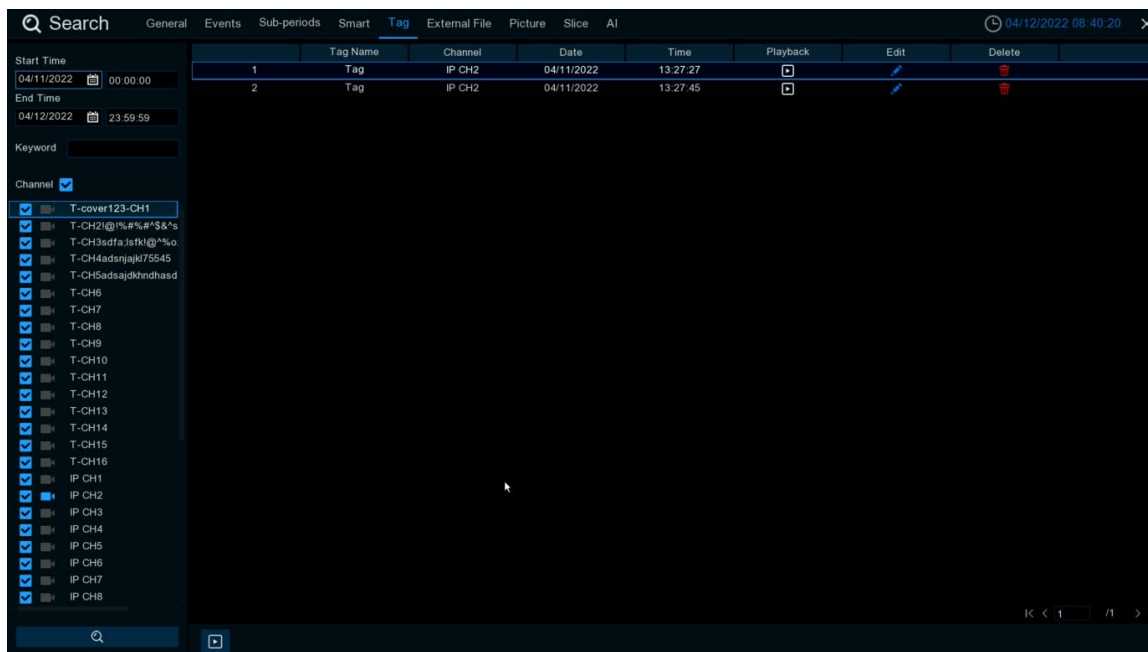 Search General Events Sub-periods Smart Tag External File Picture Slice AI 04/12/2022 08:40:20
Start Time
04/11/2022 00:00:00
End Time
04/12/2022 23:59:59
Keyword
Channel
T-cover123-CH1
T-CH2!@!%#%#^$&^s
T-CH3sdfa;lsfk!@^%o
T-CH4adsnjajkl75545
T-CH5adsajdkhndhasd
T-CH6
T-CH7
T-CH8
T-CH9
T-CH10
T-CH11
T-CH12
T-CH13
T-CH14
T-CH15
T-CH16
IP CH1
IP CH2
IP CH3
IP CH4
IP CH5
IP CH6
IP CH7
IP CH8
Tag Name Channel Date Time Playback Edit Delete
1 Tag IP CH2 04/11/2022 13:27:27
2 Tag IP CH2 04/11/2022 13:27:45
1 /1